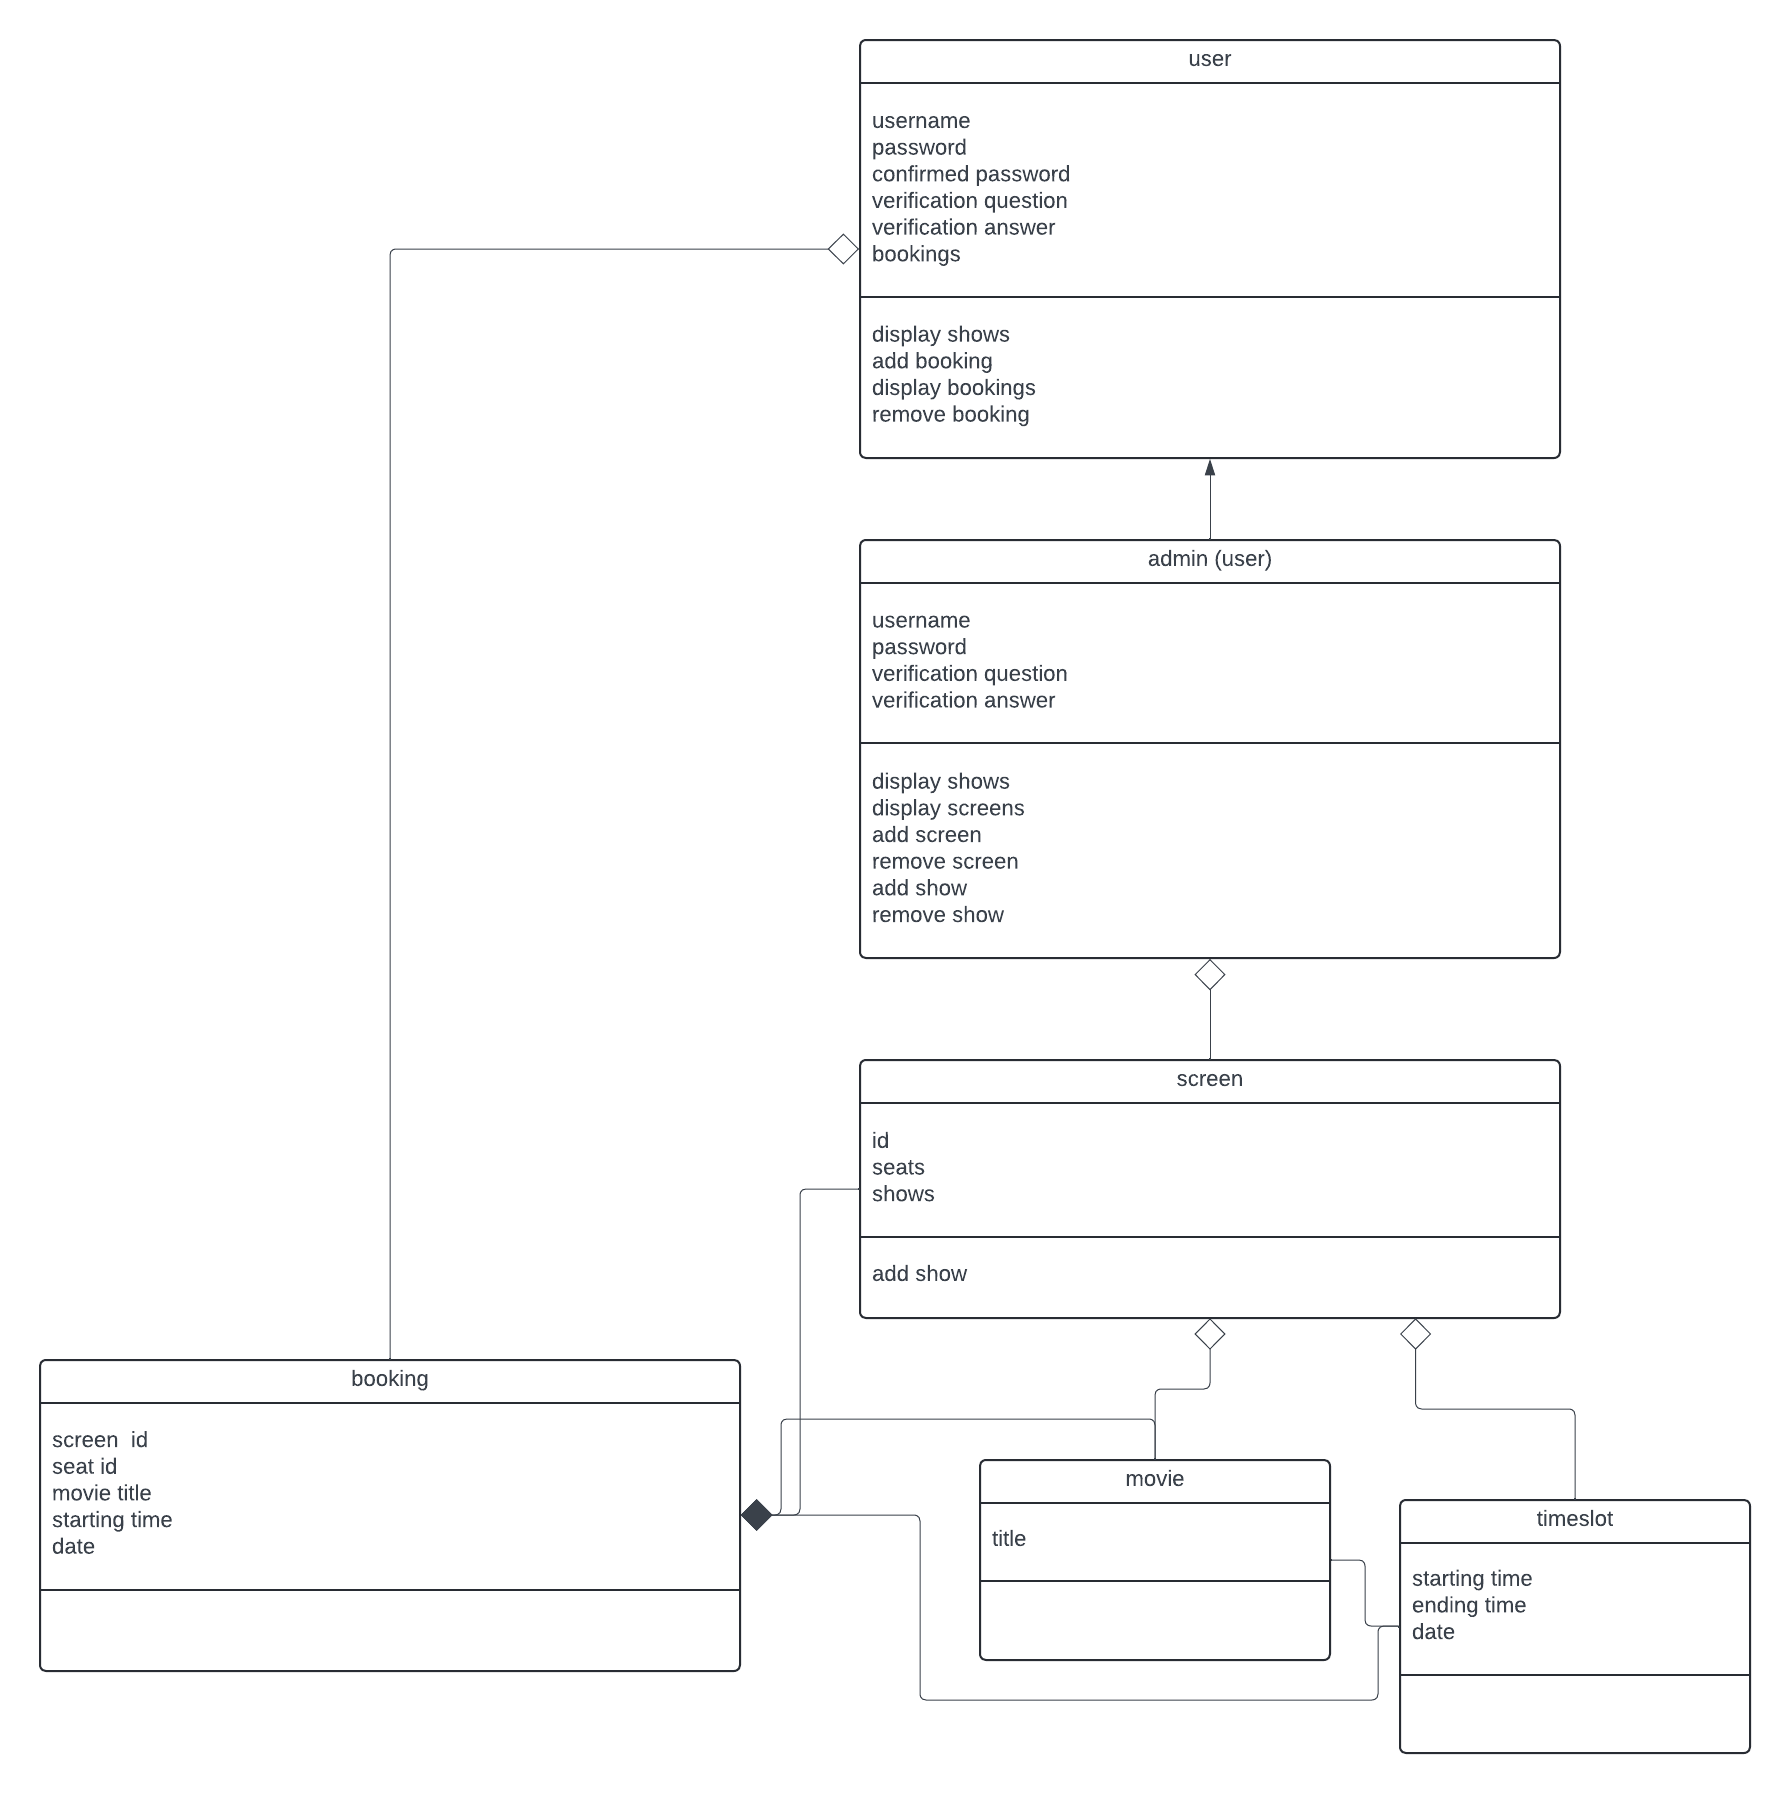 user
username
password
confirmed password
verification question
verification answer
bookings
display shows
add booking
display bookings
remove booking
admin (user)
username
password
verification question
verification answer
display shows
display screens
add screen
remove screen
add show
remove show
screen
id
seats
shows
add show
booking
screen  id
seat id
movie title
starting time
date
movie
title
timeslot
starting time
ending time
date